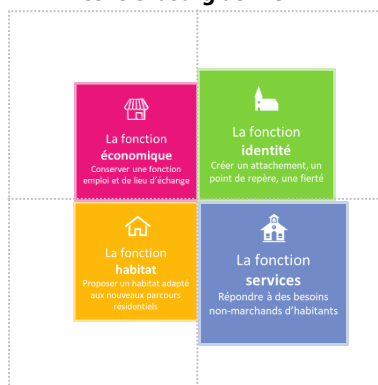 La fonction
économique
Conserver une fonction
emploi et de lieu d'échange
La fonction
identité
Créer un attachement, un
point de repère, une fierté
La fonction
habitat
Proposer un habitat adapté
aux nouveaux parcours
résidentiels
La fonction
services
Répondre à des besoins
non-marchands d'habitants